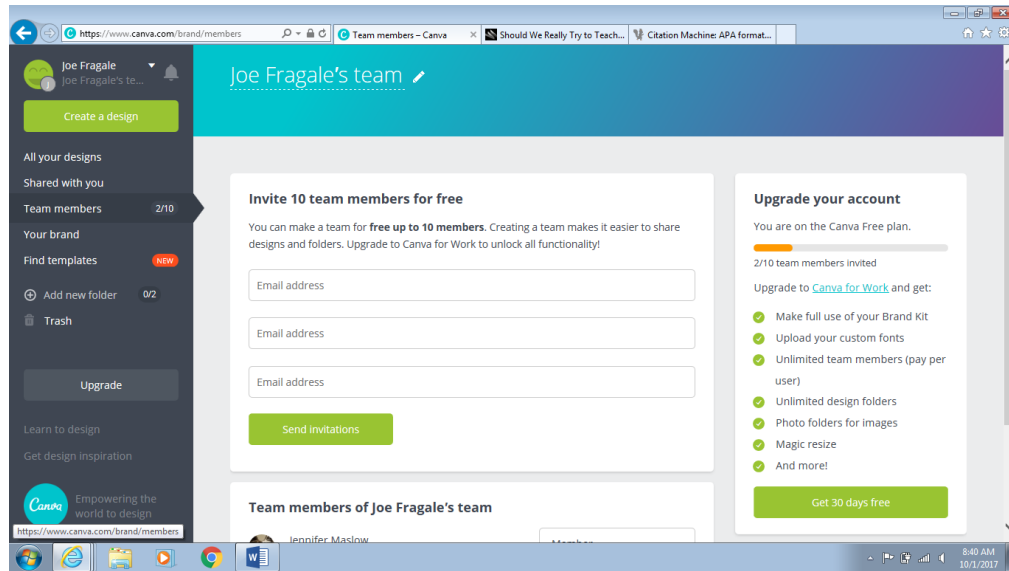 https://www.canva.com/brand/members
Team members – Canva
Should We Really Try to Teach...
Citation Machine: APA format...
Joe Fragale
Joe Fragale's te...
Create a design
All your designs
Shared with you
Team members 2/10
Your brand
Find templates NEW
Add new folder 0/2
Trash
Upgrade
Learn to design
Get design inspiration
Canva
Empowering the
world to design
https://www.canva.com/brand/members
Joe Fragale's team
Invite 10 team members for free
You can make a team for free up to 10 members. Creating a team makes it easier to share
designs and folders. Upgrade to Canva for Work to unlock all functionality!
Email address
Email address
Email address
Send invitations
Team members of Joe Fragale's team
Jennifer Maslow
Member
Upgrade your account
You are on the Canva Free plan.
2/10 team members invited
Upgrade to Canva for Work and get:
Make full use of your Brand Kit
Upload your custom fonts
Unlimited team members (pay per
user)
Unlimited design folders
Photo folders for images
Magic resize
And more!
Get 30 days free
8:40 AM
10/1/2017